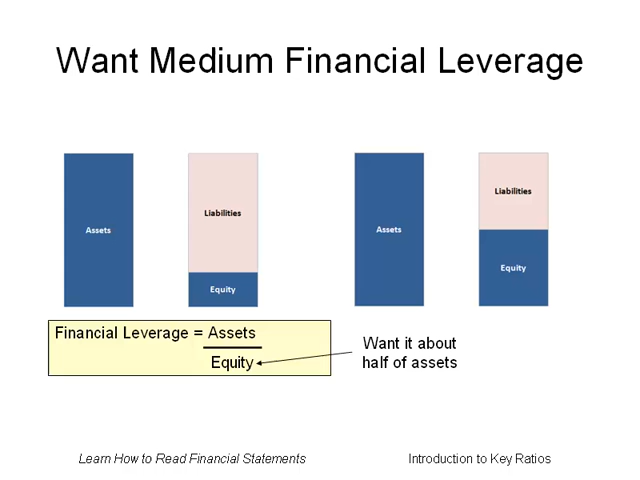 Want Medium Financial Leverage
Assets
Liabilities
Equity
Assets
Liabilities
Equity
Financial Leverage = Assets
Equity
Want it about
half of assets
Learn How to Read Financial Statements
Introduction to Key Ratios